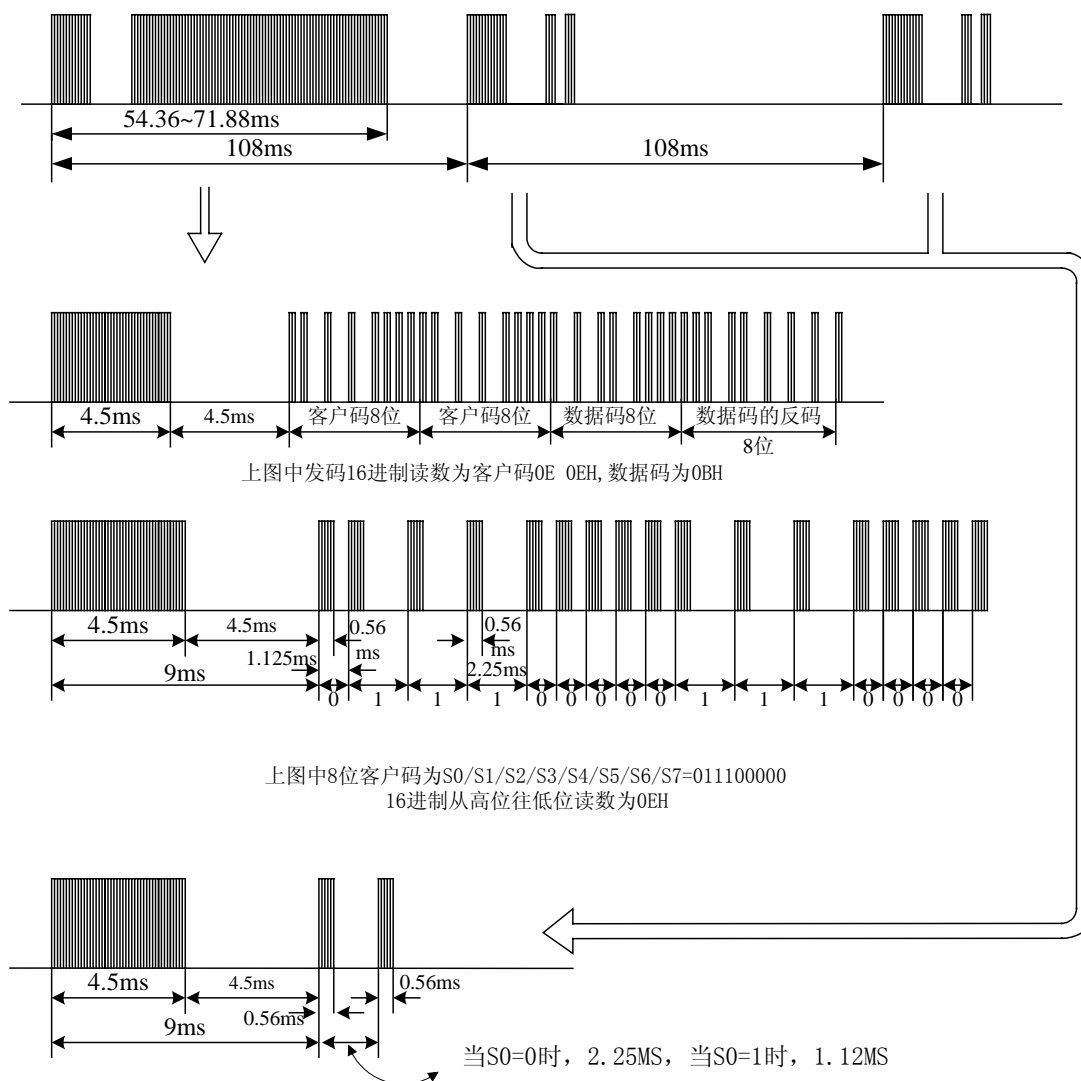 54.36~71.88ms
108ms
108ms
4.5ms
4.5ms
客户码8位
客户码8位
数据码8位
数据码的反码
8位
上图中发码16进制读数为客户码0E 0EH,数据码为0BH
4.5ms
4.5ms
0.56
ms
0.56
ms
1.125ms
2.25ms
9ms
0 1 1 1 0 0 0 0 0 1 1 1 0 0 0 0
上图中8位客户码为S0/S1/S2/S3/S4/S5/S6/S7=011100000
16进制从高位往低位读数为0EH
4.5ms
4.5ms
0.56ms
0.56ms
9ms
当S0=0时，2.25MS，当S0=1时，1.12MS